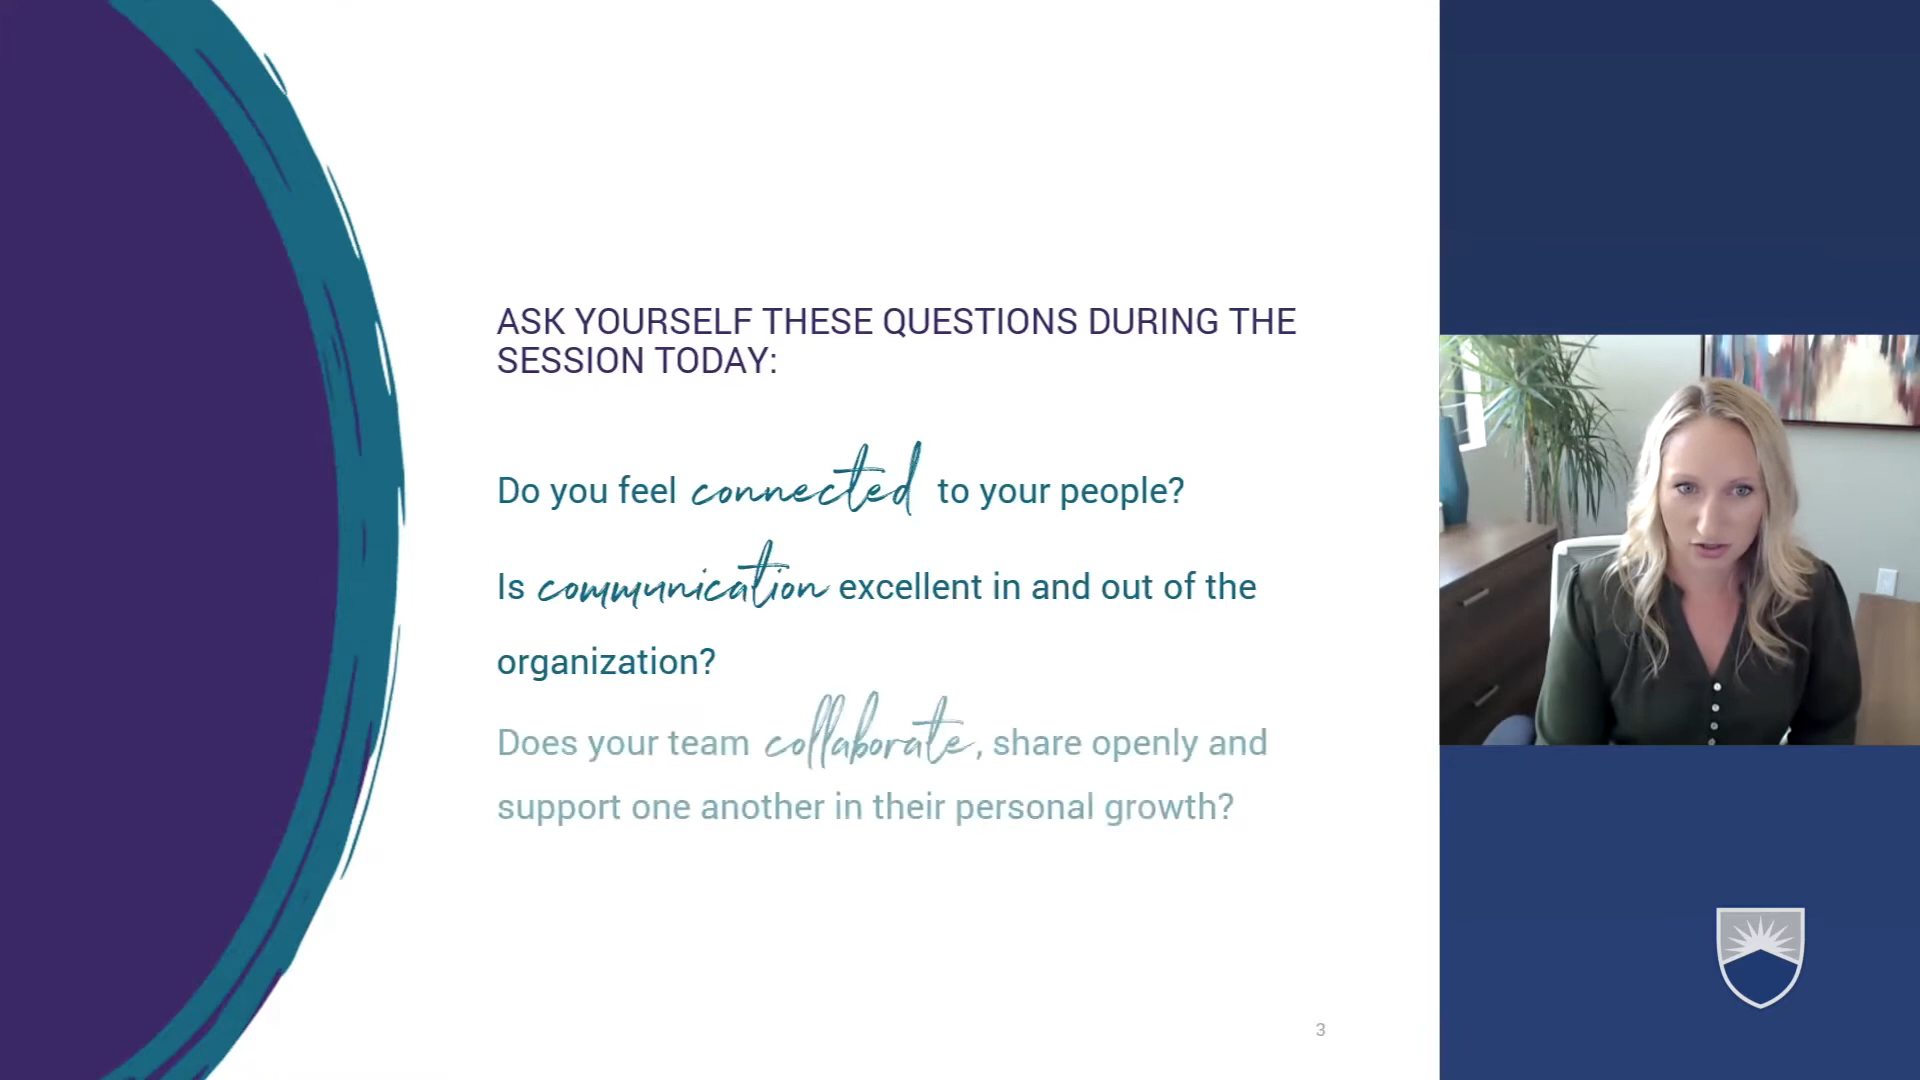 ASK YOURSELF THESE QUESTIONS DURING THE
SESSION TODAY:
Do you feel connected to your people?
Is communication excellent in and out of the
organization?
Does your team collaborate, share openly and
support one another in their personal growth?
3